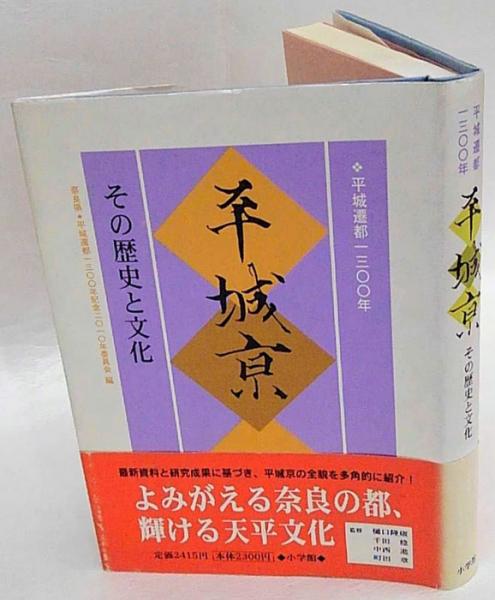 ❖平城遷都一三〇〇年
平城京
その歴史と文化
奈良県・平城遷都一三〇〇年記念二〇一〇年委員会 編
最新資料と研究成果に基づき、平城京の全貌を多角的に紹介！
よみがえる奈良の都、
輝ける天平文化
定価2415円 本体2300円 ◆小学館◆
監修
樋口隆康
千田 稔
中西 進
町田 章
平城遷都
一三〇〇年
平城京
その歴史と文化
小学館